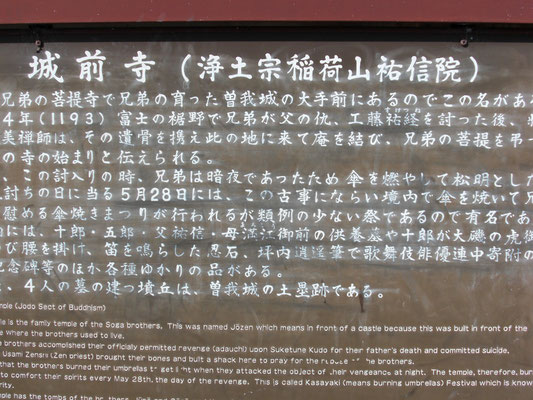 城前寺（浄土宗稲荷山祐信院）
兄弟の菩提寺で兄弟の育った曽我城の大手前にあるのでこの名がある
4年(1193) 富士の裾野で兄弟が父の仇、工藤祐経を討った後、
美禅師は、その遺骨を携え此の地に来て庵を結び、兄弟の菩提を弔っ
の寺の始まりと伝えられる。
、この討入りの時、兄弟は暗夜であったため傘を燃やして松明とした
討ちの日に当る5月28日には、この古事にならい境内で傘を焼いて兄
慰める傘焼きまつりが行われるが類例の少ない祭であるので有名であ
には、十郎・五郎・父祐信・母満江御前の供養墓や十郎が大磯の虎御
び腰を掛け、笛を鳴らした忍石、坪内逍遥筆で歌舞伎俳優連中寄附の
念碑等のほか各種ゆかりの品がある。
、4人の墓の建つ墳丘は、曽我城の土塁跡である。
mple (Jodo Sect of Buddhism)
le is the family temple of the Soga brothers. This was named Jōzen which means in front of a castle because this was built in front of the
e where the brothers used to live.
brothers accomplished their officially permitted revenge (adauchi) upon Suketune Kudo for their father's death and committed suicide.
Usami Zensi (Zen priest) brought their bones and built a shack here to pray for the of the brothers.
that the brothers burned their umbrellas to get light when they attacked the object of their vengeance at night. The temple, therefore, bur
to comfort their spirits every May 28th, the day of the revenge. This is called Kasayaki (means burning umbrellas) Festival which is know
rity.
mple has the tombs of the